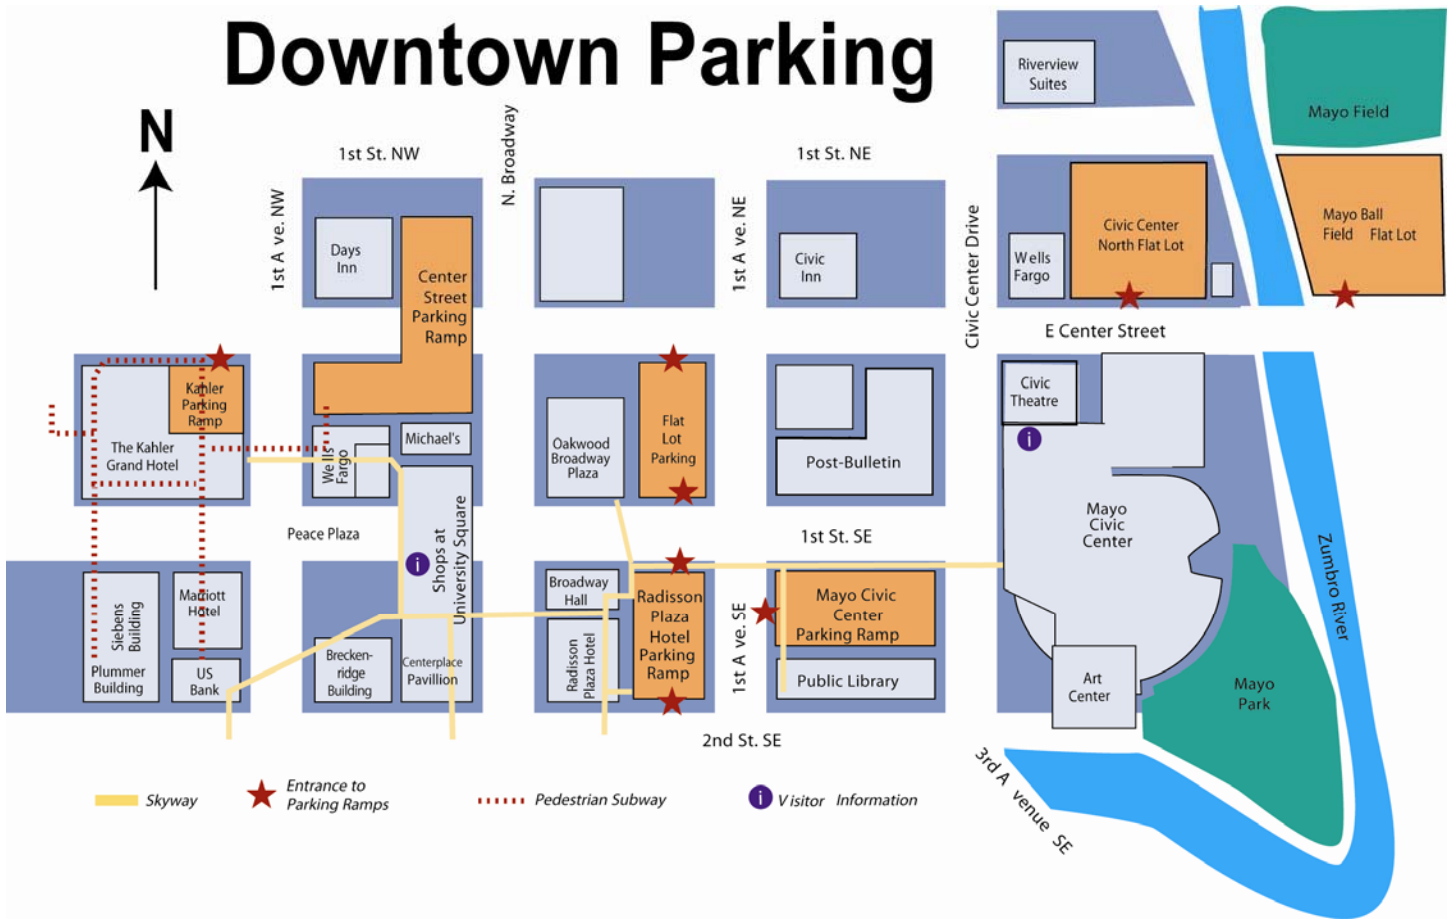 Downtown Parking
N
1st St. NW
N. Broadway
1st St. NE
1st A ve. NW
1st A ve. NE
Civic Center Drive
Riverview
Suites
Mayo Field
Days
Inn
Center
Street
Parking
Ramp
Civic
Inn
Wells
Fargo
Civic Center
North Flat Lot
Mayo Ball
Field Flat Lot
E Center Street
Kahler
Parking
Ramp
The Kahler
Grand Hotel
Wells
Fargo
Michael's
Oakwood
Broadway
Plaza
Flat
Lot
Parking
Post-Bulletin
Civic
Theatre
i
Mayo
Civic
Center
Peace Plaza
Shops at
University Square
i
1st St. SE
Zumbro River
Siebens
Building
Plummer
Building
Marriott
Hotel
US
Bank
Brecken-
ridge
Building
Centerplace
Pavillion
Broadway
Hall
Radisson
Plaza Hotel
Radisson
Plaza
Hotel
Parking
Ramp
1st A ve. SE
Mayo Civic
Center
Parking Ramp
Public Library
Art
Center
Mayo
Park
2nd St. SE
3rd A venue SE
Skyway
Entrance to
Parking Ramps
Pedestrian Subway
i
V isitor Information